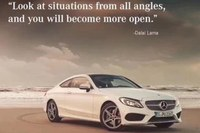 “Look at situations from all angles,
and you will become more open.”
-Dalai Lama